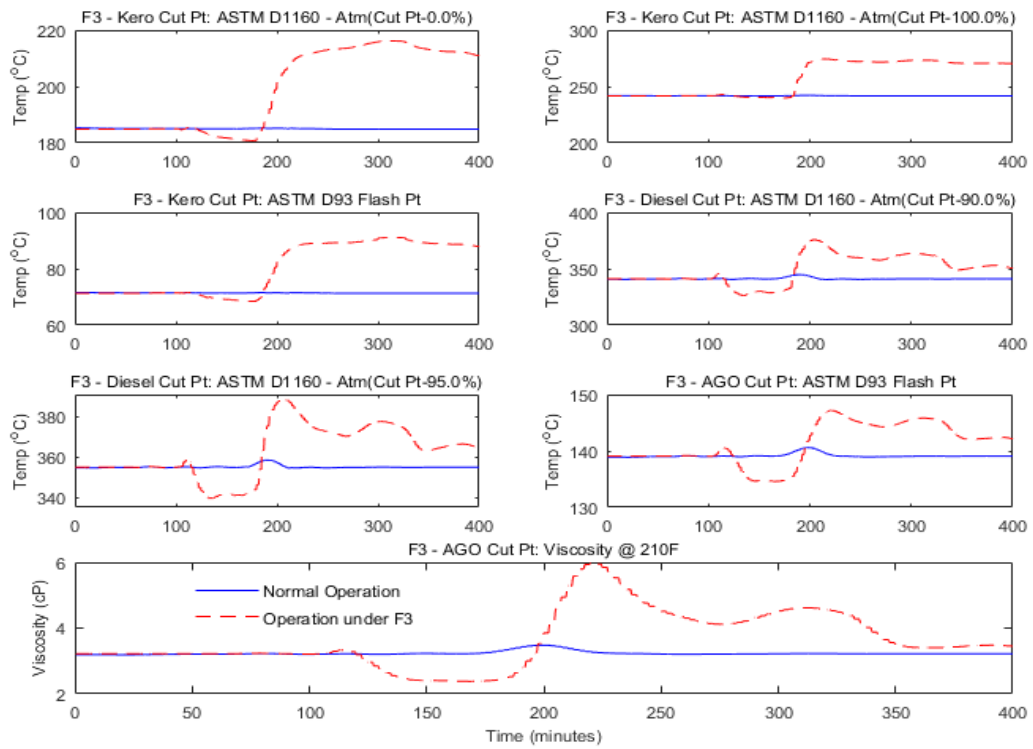 F3 - Kero Cut Pt: ASTM D1160 - Atm(Cut Pt-0.0%)
220
200
180
Temp (°C)
0 100 200 300 400
F3 - Kero Cut Pt: ASTM D1160 - Atm(Cut Pt-100.0%)
300
250
200
Temp (°C)
0 100 200 300 400
F3 - Kero Cut Pt: ASTM D93 Flash Pt
100
80
60
Temp (°C)
0 100 200 300 400
F3 - Diesel Cut Pt: ASTM D1160 - Atm(Cut Pt-90.0%)
400
350
300
Temp (°C)
0 100 200 300 400
F3 - Diesel Cut Pt: ASTM D1160 - Atm(Cut Pt-95.0%)
380
360
340
Temp (°C)
0 100 200 300 400
F3 - AGO Cut Pt: ASTM D93 Flash Pt
150
140
130
Temp (°C)
0 100 200 300 400
F3 - AGO Cut Pt: Viscosity @ 210F
6
4
2
Viscosity (cP)
Normal Operation
Operation under F3
0 50 100 150 200 250 300 350 400
Time (minutes)